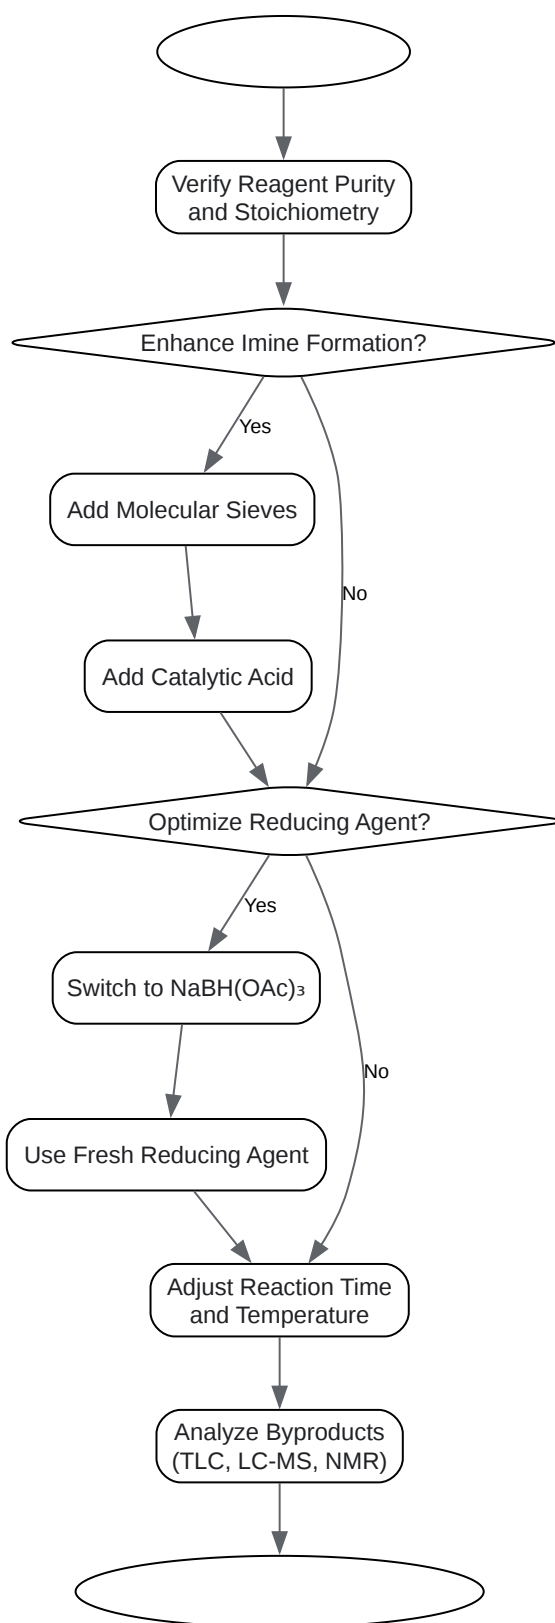 Verify Reagent Purity
and Stoichiometry
Enhance Imine Formation?
Yes
Add Molecular Sieves
No
Add Catalytic Acid
Optimize Reducing Agent?
Yes
Switch to NaBH(OAc)₃
No
Use Fresh Reducing Agent
Adjust Reaction Time
and Temperature
Analyze Byproducts
(TLC, LC-MS, NMR)